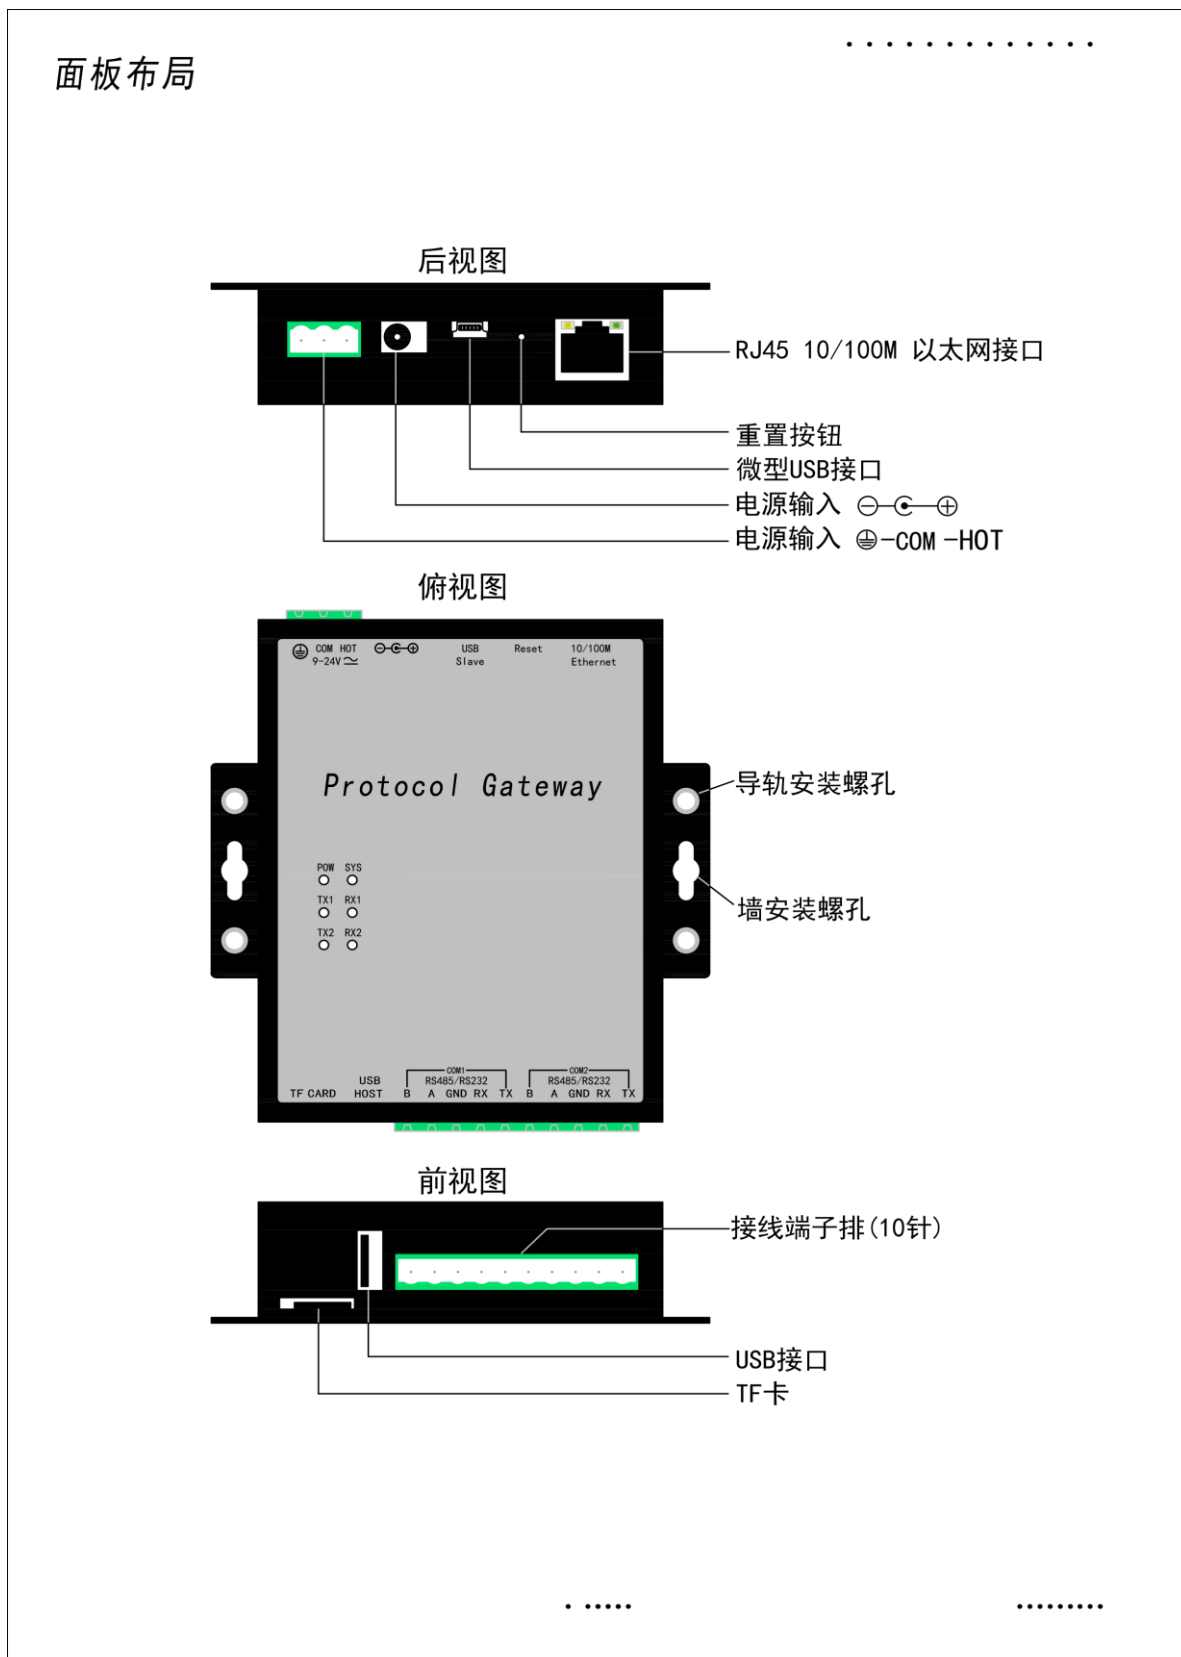 面板布局
后视图
RJ45 10/100M 以太网接口
重置按钮
微型USB接口
电源输入
电源输入 -COM -HOT
俯视图
COM HOT
9-24V
USB
Slave
Reset
10/100M
Ethernet
Protocol Gateway
导轨安装螺孔
POW SYS
TX1 RX1
墙安装螺孔
TX2 RX2
COM1 COM2
USB RS485/RS232 RS485/RS232
TF CARD HOST B A GND RX TX B A GND RX TX
前视图
接线端子排(10针)
USB接口
TF卡